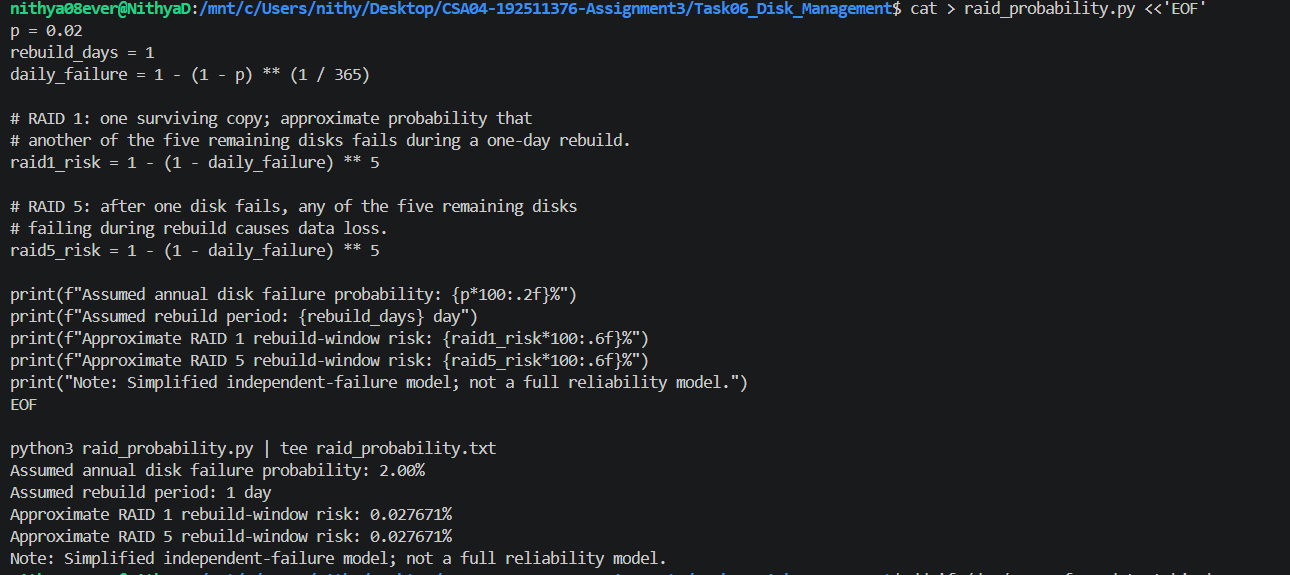 nithya08ever@NithyaD:/mnt/c/Users/nithy/Desktop/CSA04-192511376-Assignment3/Task06_Disk_Management$ cat > raid_probability.py <<'EOF'
p = 0.02
rebuild_days = 1
daily_failure = 1 - (1 - p) ** (1 / 365)

# RAID 1: one surviving copy; approximate probability that
# another of the five remaining disks fails during a one-day rebuild.
raid1_risk = 1 - (1 - daily_failure) ** 5

# RAID 5: after one disk fails, any of the five remaining disks
# failing during rebuild causes data loss.
raid5_risk = 1 - (1 - daily_failure) ** 5

print(f"Assumed annual disk failure probability: {p*100:.2f}%")
print(f"Assumed rebuild period: {rebuild_days} day")
print(f"Approximate RAID 1 rebuild-window risk: {raid1_risk*100:.6f}%")
print(f"Approximate RAID 5 rebuild-window risk: {raid5_risk*100:.6f}%")
print("Note: Simplified independent-failure model; not a full reliability model.")
EOF

python3 raid_probability.py | tee raid_probability.txt
Assumed annual disk failure probability: 2.00%
Assumed rebuild period: 1 day
Approximate RAID 1 rebuild-window risk: 0.027671%
Approximate RAID 5 rebuild-window risk: 0.027671%
Note: Simplified independent-failure model; not a full reliability model.